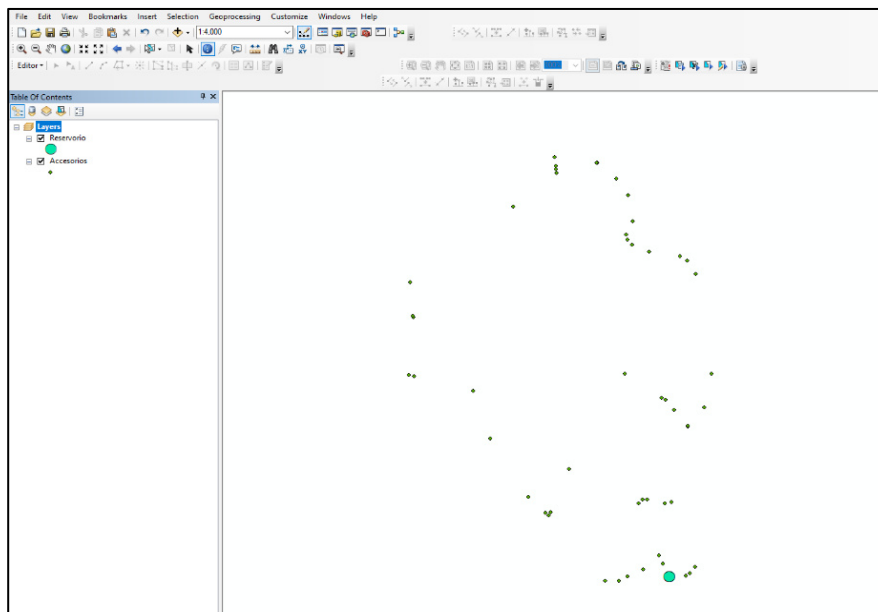 File Edit View Bookmarks Insert Selection Geoprocessing Customize Windows Help
1:4,000
Editor
Table Of Contents
Layers
Reservorio
Accesorios